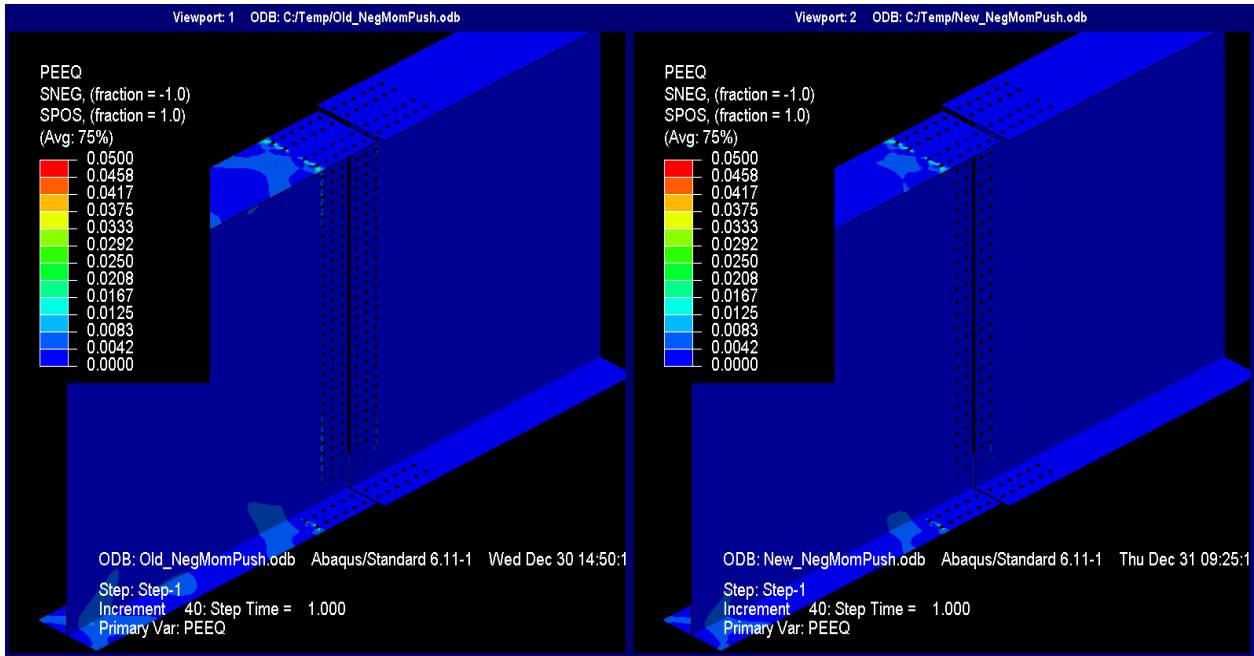 Viewport: 1 ODB: C:/Temp/Old_NegMomPush.odb
PEEQ
SNEG, (fraction = -1.0)
SPOS, (fraction = 1.0)
(Avg: 75%)
0.0500
0.0458
0.0417
0.0375
0.0333
0.0292
0.0250
0.0208
0.0167
0.0125
0.0083
0.0042
0.0000
ODB: Old_NegMomPush.odb Abaqus/Standard 6.11-1 Wed Dec 30 14:50:1
Step: Step-1
Increment 40: Step Time = 1.000
Primary Var: PEEQ
Viewport: 2 ODB: C:/Temp/New_NegMomPush.odb
PEEQ
SNEG, (fraction = -1.0)
SPOS, (fraction = 1.0)
(Avg: 75%)
0.0500
0.0458
0.0417
0.0375
0.0333
0.0292
0.0250
0.0208
0.0167
0.0125
0.0083
0.0042
0.0000
ODB: New_NegMomPush.odb Abaqus/Standard 6.11-1 Thu Dec 31 09:25:1
Step: Step-1
Increment 40: Step Time = 1.000
Primary Var: PEEQ